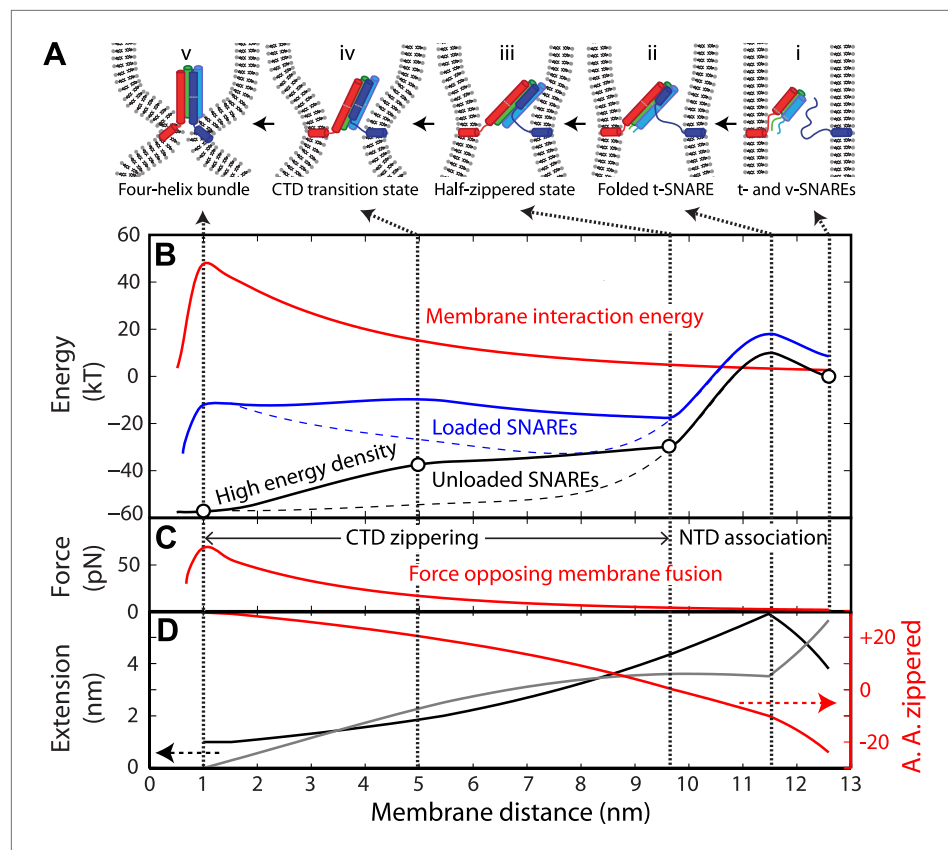 A
v
iv
iii
ii
i
Four-helix bundle
CTD transition state
Half-zippered state
Folded t-SNARE
t- and v-SNAREs
B
60
40
20
0
−20
−40
−60
Energy
(kT)
Membrane interaction energy
Loaded SNAREs
High energy density
Unloaded SNAREs
C
50
0
Force
(pN)
CTD zippering
NTD association
Force opposing membrane fusion
D
4
2
0
Extension
(nm)
+20
0
-20
A. A. zippered
0 1 2 3 4 5 6 7 8 9 10 11 12 13
Membrane distance (nm)